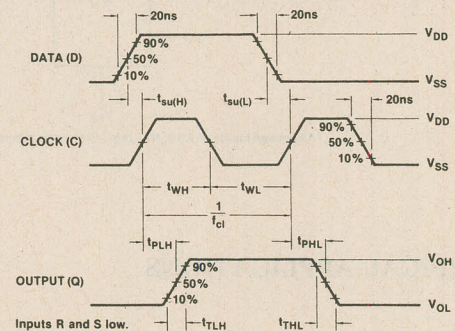 20ns
20ns
90%
50%
10%
DATA (D)
VDD
VSS
tsu(H)
tsu(L)
20ns
VDD
90%
50%
10%
CLOCK (C)
VSS
tWH
tWL
1
fcl
tPLH
tPHL
VOH
90%
50%
10%
OUTPUT (Q)
VOL
Inputs R and S low.
tTLH
tTHL